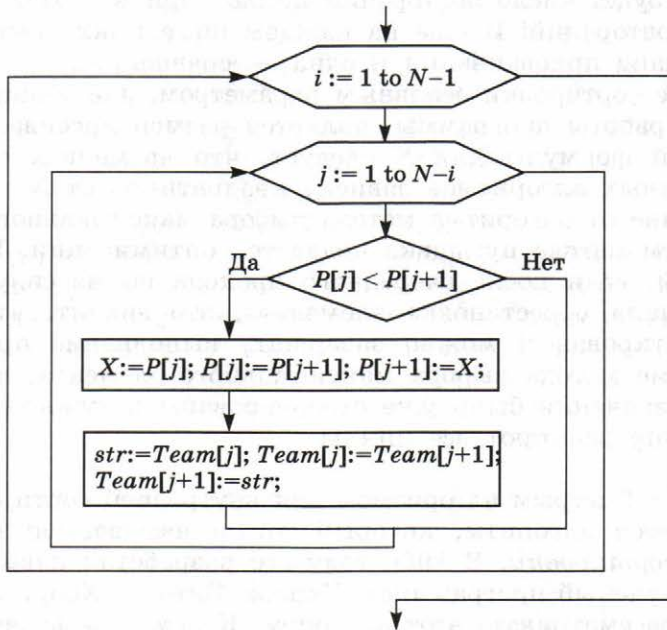 i := 1 to N–1
j := 1 to N–i
Да
Нет
P[j] < P[j+1]
X:=P[j]; P[j]:=P[j+1]; P[j+1]:=X;
str:=Team[j]; Team[j]:=Team[j+1];
Team[j+1]:=str;